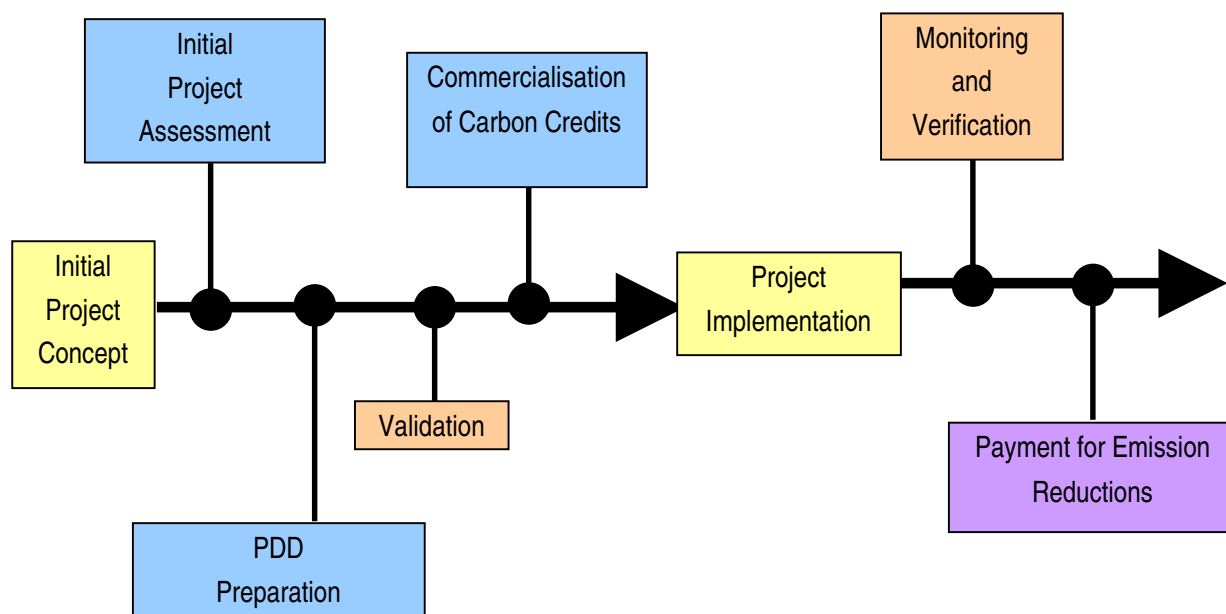 Initial
Project
Assessment
Commercialisation
of Carbon Credits
Monitoring
and
Verification
Initial
Project
Concept
Project
Implementation
Validation
Payment for Emission
Reductions
PDD
Preparation